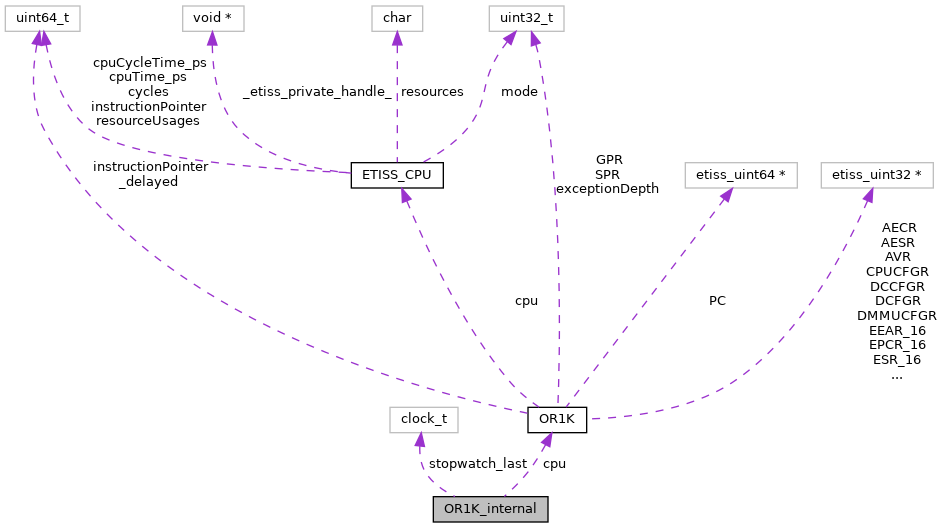 uint64_t
void *
char
uint32_t
cpuCycleTime_ps
cpuTime_ps
cycles
instructionPointer
resourceUsages
_etiss_private_handle_
resources
mode
instructionPointer
_delayed
ETISS_CPU
GPR
SPR
exceptionDepth
etiss_uint64 *
etiss_uint32 *
cpu
PC
AECR
AESR
AVR
CPUCFGR
DCCFGR
DCFGR
DMMUCFGR
EEAR_16
EPCR_16
ESR_16
...
clock_t
OR1K
stopwatch_last
cpu
OR1K_internal